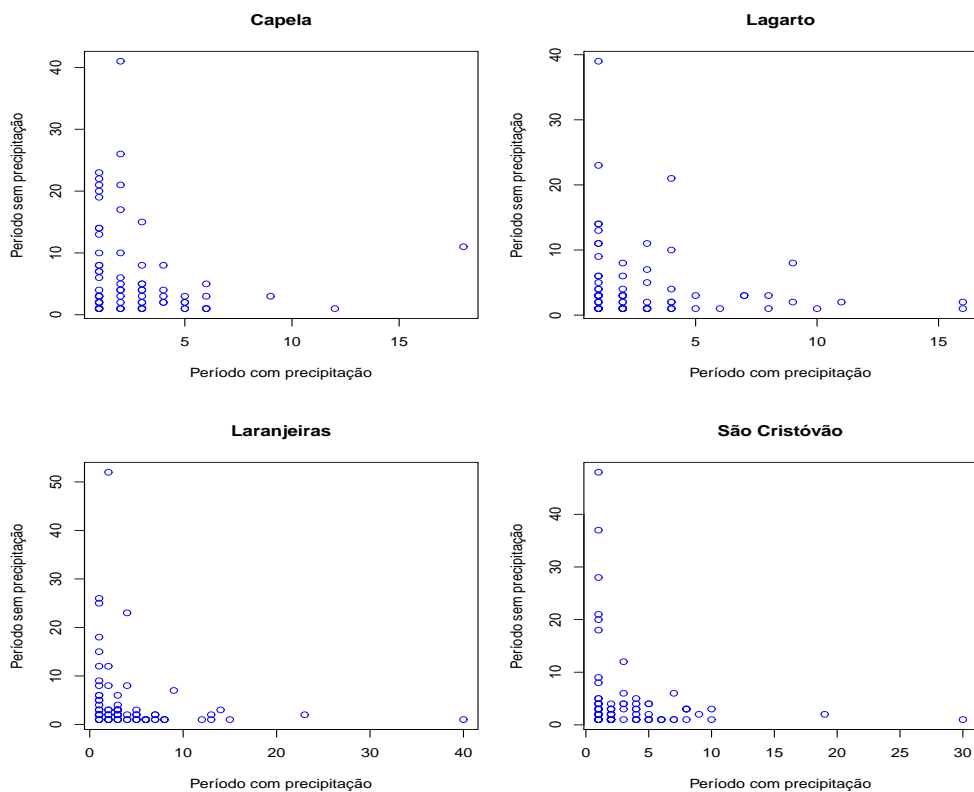 Capela
Período sem precipitação
0 10 20 30 40
5 10 15
Período com precipitação
Lagarto
Período sem precipitação
0 10 20 30 40
5 10 15
Período com precipitação
Laranjeiras
Período sem precipitação
0 10 20 30 40 50
0 10 20 30 40
Período com precipitação
São Cristóvão
Período sem precipitação
0 10 20 30 40
0 5 10 15 20 25 30
Período com precipitação